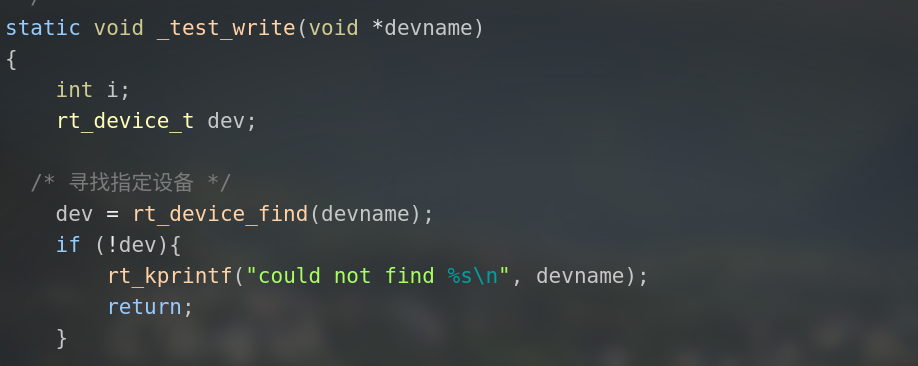 /
static void _test_write(void *devname)
{
    int i;
    rt_device_t dev;

  /* 寻找指定设备 */
    dev = rt_device_find(devname);
    if (!dev){
        rt_kprintf("could not find %s\n", devname);
        return;
    }